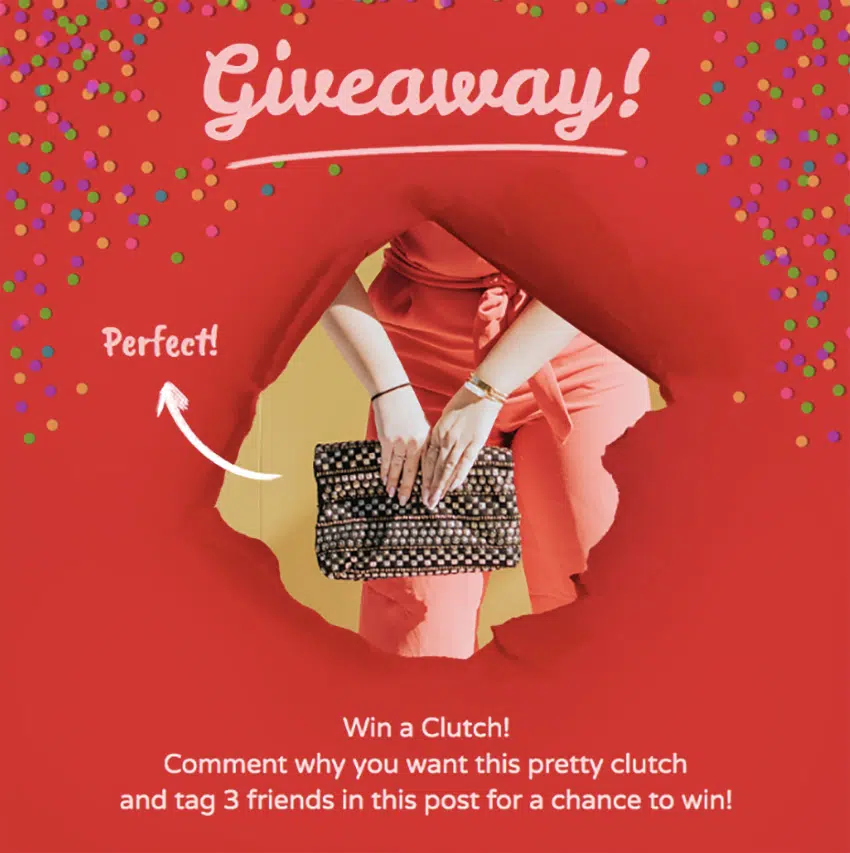 Giveaway!
Perfect!
Win a Clutch!
Comment why you want this pretty clutch
and tag 3 friends in this post for a chance to win!